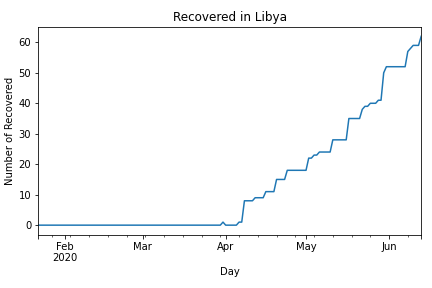 Recovered in Libya
Number of Recovered
60
50
40
30
20
10
0
Feb
2020
Mar
Apr
May
Jun
Day